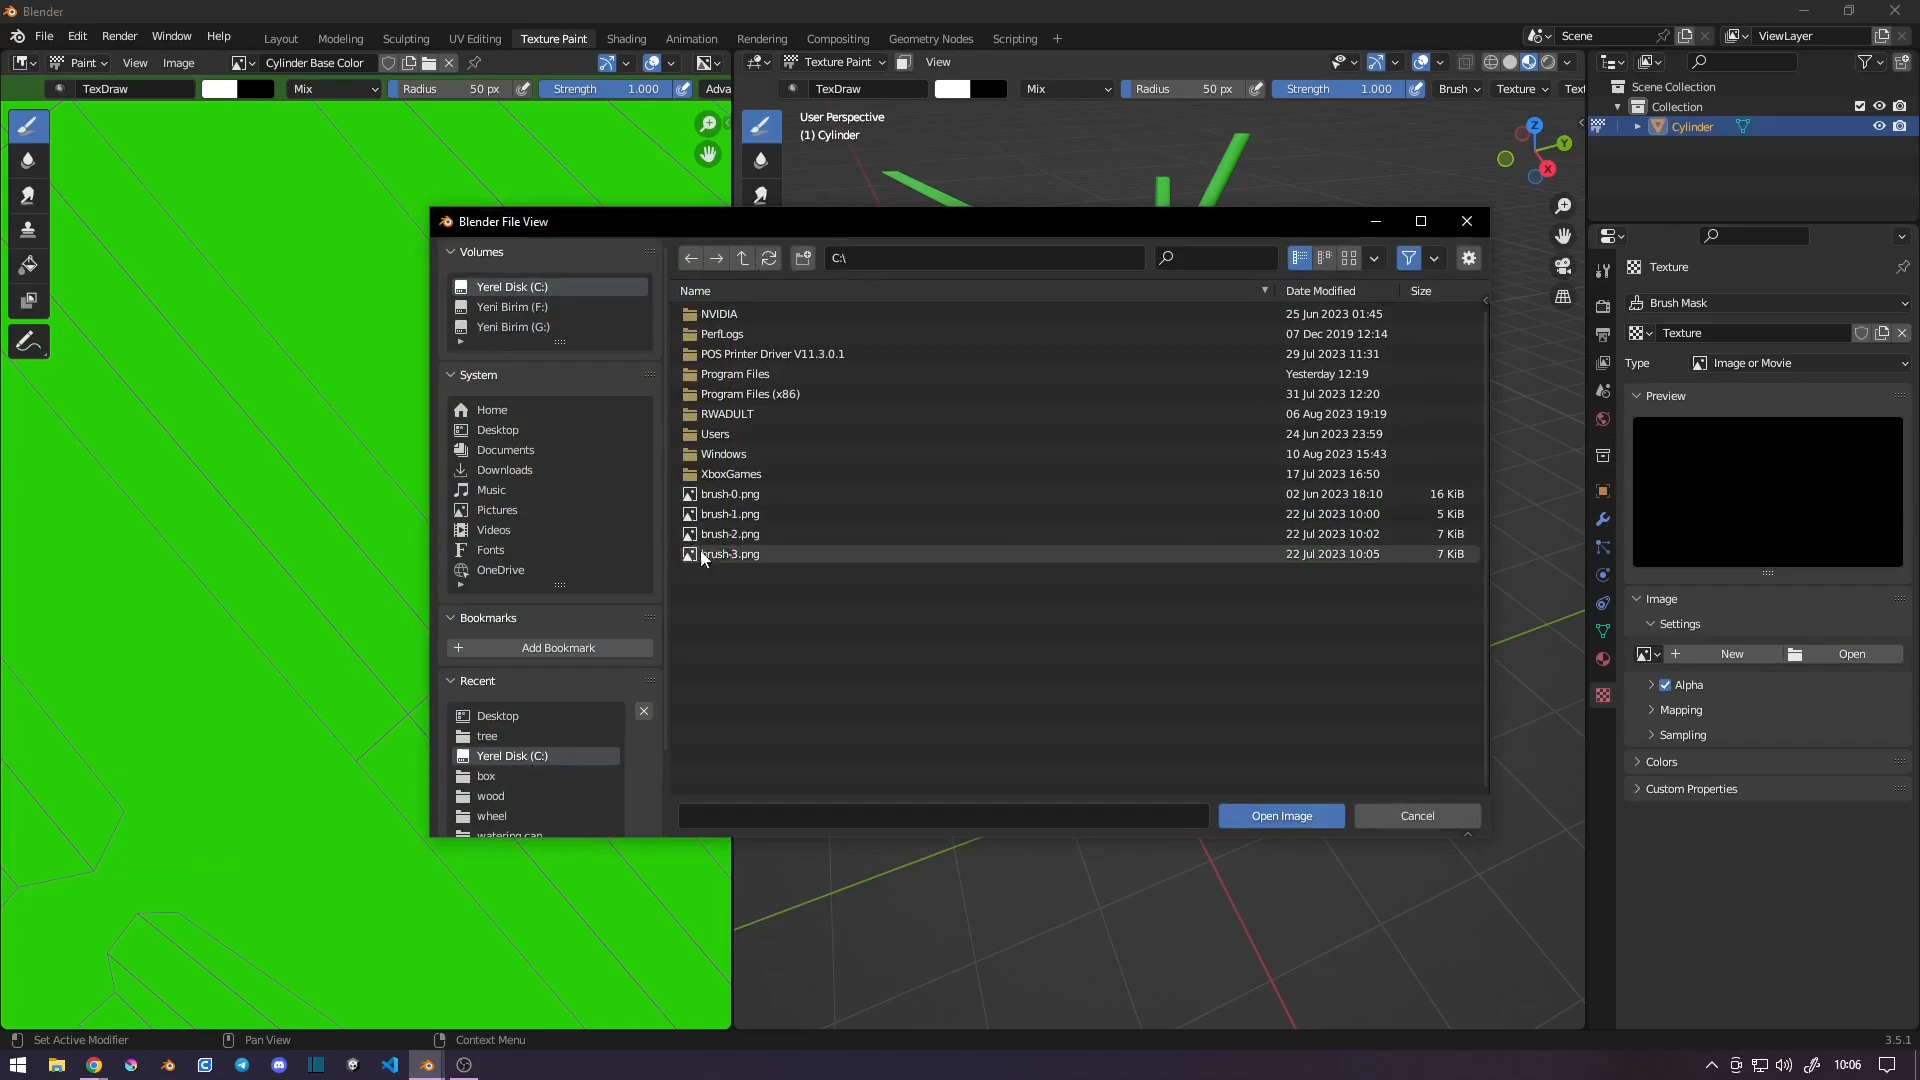 Blender
File Edit Render Window Help Layout Modeling Sculpting UV Editing Texture Paint Shading Animation Rendering Compositing Geometry Nodes Scripting + Scene ViewLayer
Paint View Image Cylinder Base Color
Texture Paint View
TexDraw Mix Radius 50 px Strength 1.000 Adva
TexDraw Mix Radius 50 px Strength 1.000 Brush Texture Text
User Perspective
(1) Cylinder
Z
Y
X
Scene Collection
Collection
Cylinder
Blender File View
Volumes
Yerel Disk (C:)
Yeni Birim (F:)
Yeni Birim (G:)
System
Home
Desktop
Documents
Downloads
Music
Pictures
Videos
Fonts
OneDrive
Bookmarks
Add Bookmark
Recent
Desktop
tree
Yerel Disk (C:)
box
wood
wheel
watering can
C:\
Name Date Modified Size
NVIDIA 25 Jun 2023 01:45
PerfLogs 07 Dec 2019 12:14
POS Printer Driver V11.3.0.1 29 Jul 2023 11:31
Program Files Yesterday 12:19
Program Files (x86) 31 Jul 2023 12:20
RWADULT 06 Aug 2023 19:19
Users 24 Jun 2023 23:59
Windows 10 Aug 2023 15:43
XboxGames 17 Jul 2023 16:50
brush-0.png 02 Jun 2023 18:10 16 KiB
brush-1.png 22 Jul 2023 10:00 5 KiB
brush-2.png 22 Jul 2023 10:02 7 KiB
brush-3.png 22 Jul 2023 10:05 7 KiB
Open Image Cancel
Texture
Brush Mask
Texture
Type Image or Movie
Preview
Image
Settings
New Open
Alpha
Mapping
Sampling
Colors
Custom Properties
Set Active Modifier Pan View Context Menu 3.5.1
10:06